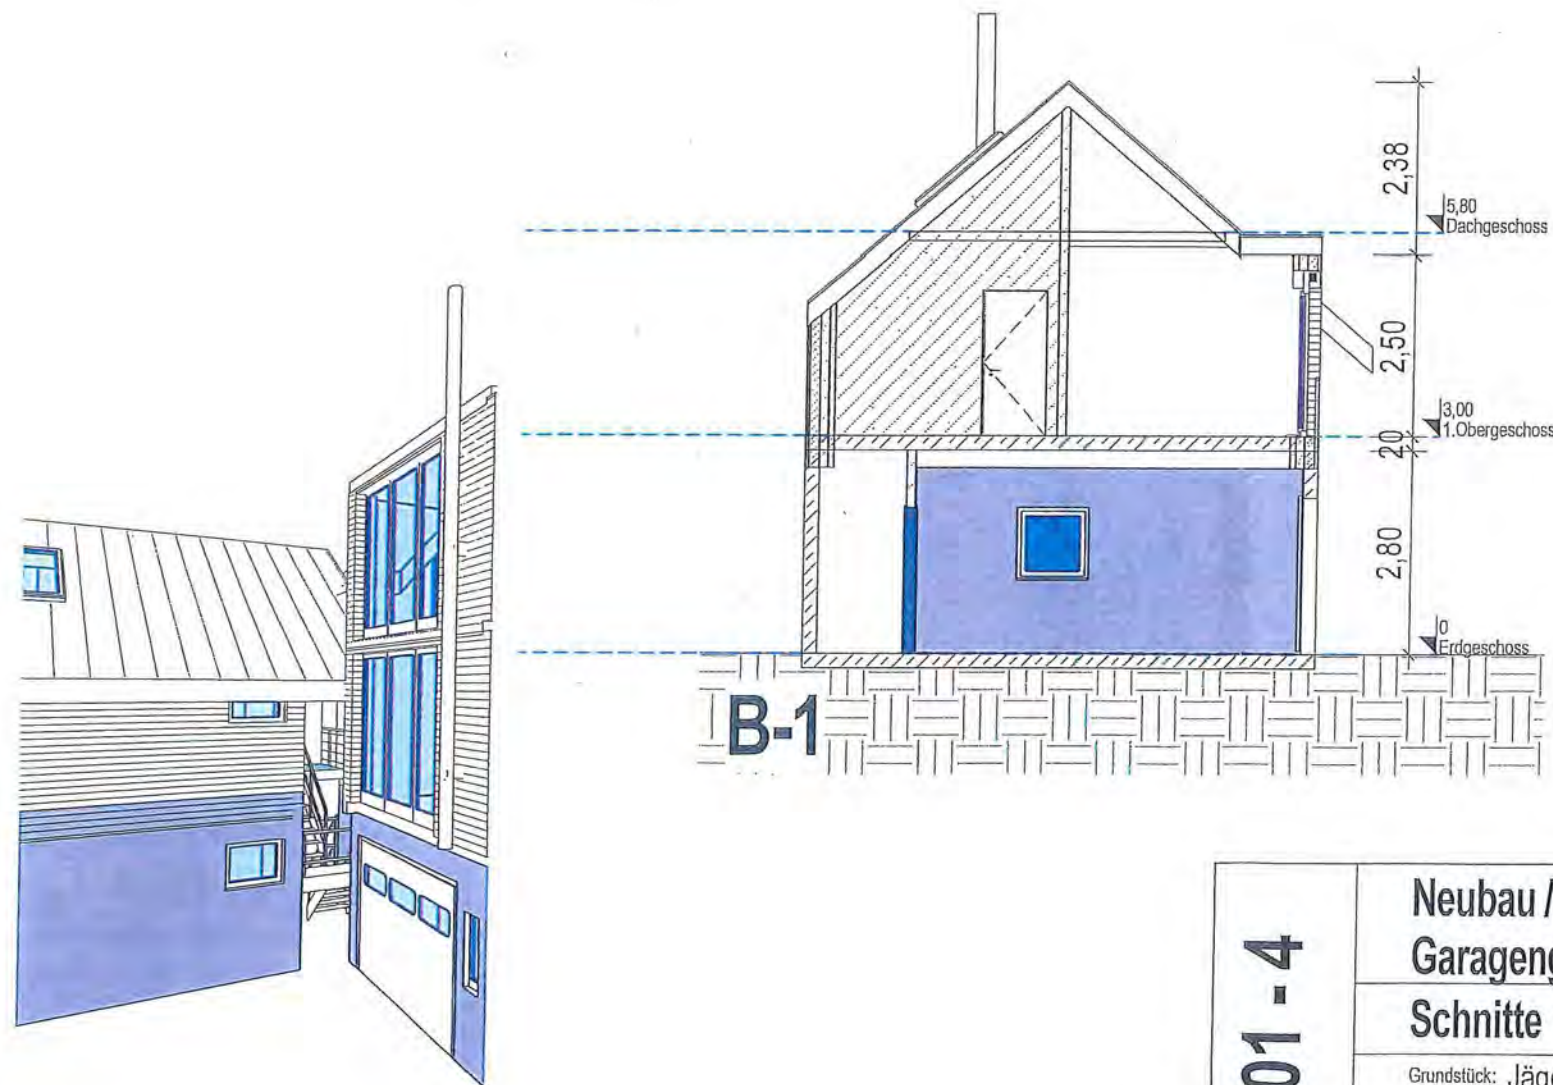 2,38
5,80
Dachgeschoss
2,50
3,00
1.Obergeschoss
20
2,80
0
Erdgeschoss
B-1
01 - 4
Neubau /
Schnitte
Grundstück: